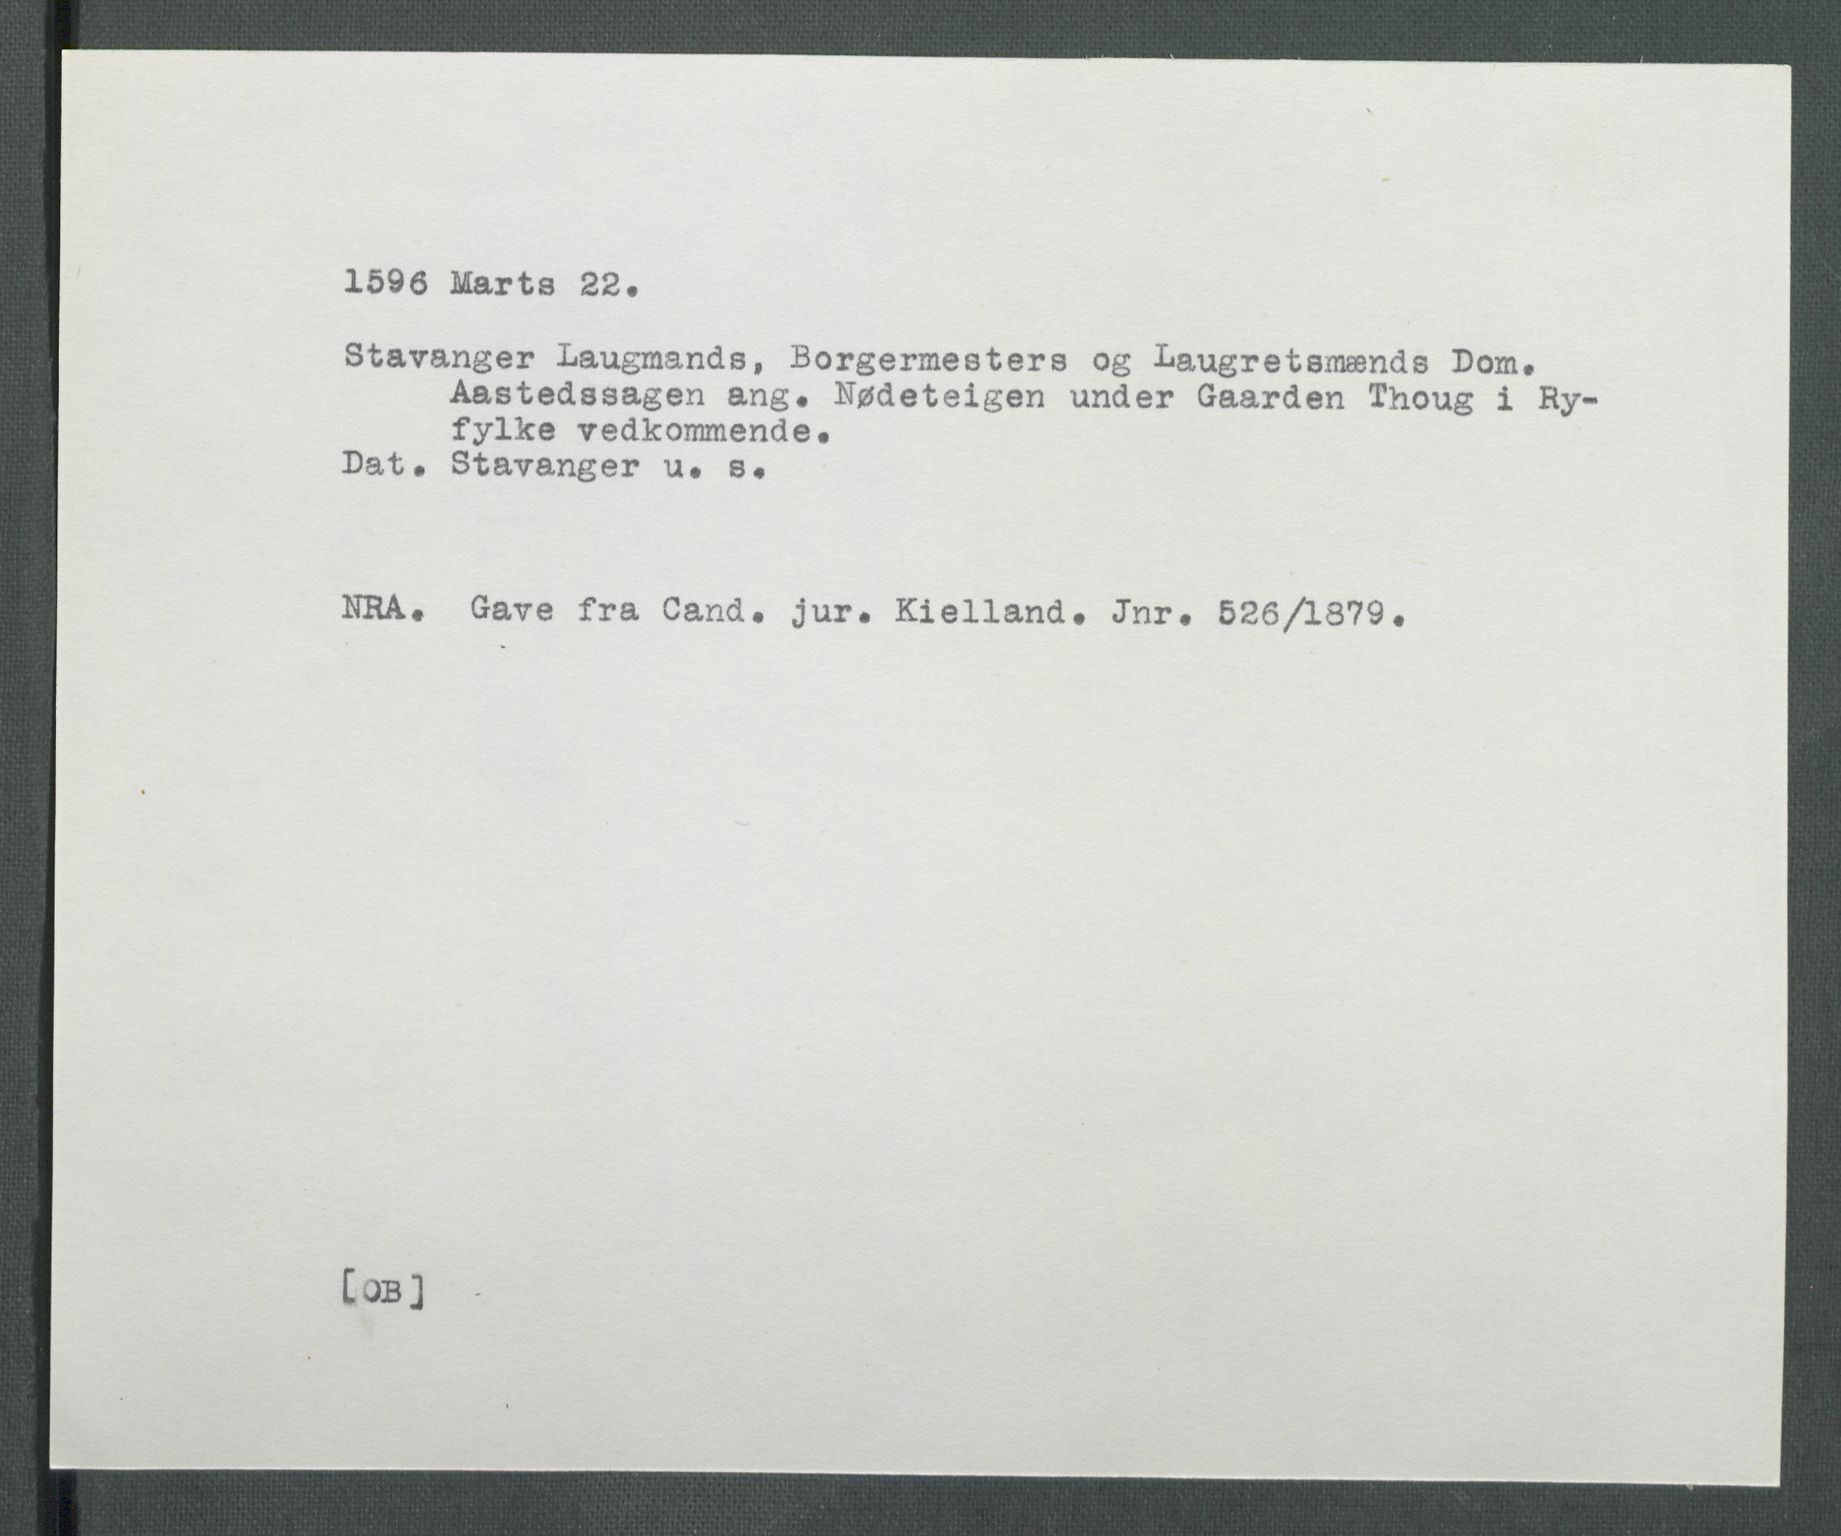 1596 Marts 22.
Stavanger Laugmands, Borgermesters og Laugretsmænds Dom.
Aastedssagen ang. Nødeteigen under Gaarden Thoug i Ry-
fylke vedkommende.
Dat. Stavanger u. s.
NRA. Gave fra Cand. jur. Kielland. Jnr. 526/1879.
[OB]